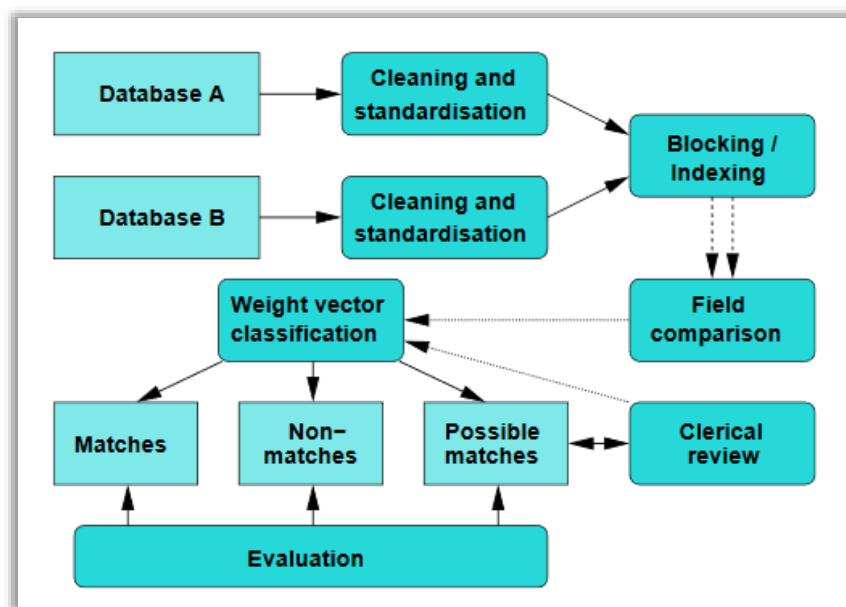 Database A
Cleaning and
standardisation
Blocking /
Indexing
Database B
Cleaning and
standardisation
Weight vector
classification
Field
comparison
Matches
Non−
matches
Possible
matches
Clerical
review
Evaluation